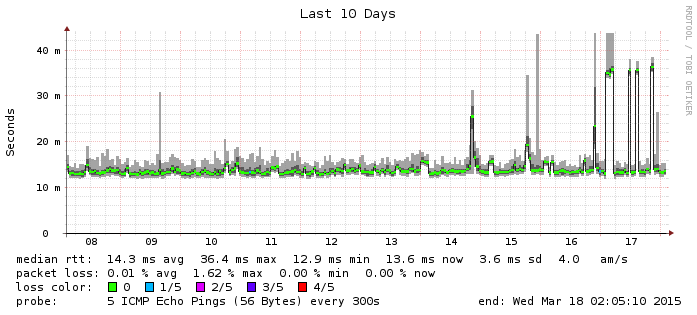 Last 10 Days
RRDTOOL / TOBI OETIKER
Seconds
40 m
30 m
20 m
10 m
0
08 09 10 11 12 13 14 15 16 17
median rtt: 14.3 ms avg 36.4 ms max 12.9 ms min 13.6 ms now 3.6 ms sd 4.0 am/s
packet loss: 0.01 % avg 1.62 % max 0.00 % min 0.00 % now
loss color: 0 1/5 2/5 3/5 4/5
probe: 5 ICMP Echo Pings (56 Bytes) every 300s end: Wed Mar 18 02:05:10 2015